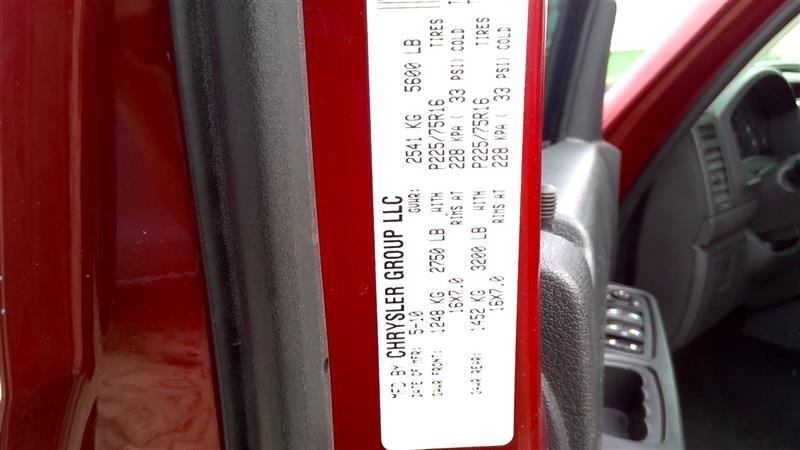 MFD BY CHRYSLER GROUP LLC
DATE OF MFR: 5-10 GVWR: 2541 KG 5600 LB
GAWR FRONT: 1248 KG 2750 LB WITH P225/75R16 TIRES
16X7.0 RIMS AT 228 KPA ( 33 PSI) COLD
GAWR REAR: 1452 KG 3200 LB WITH P225/75R16 TIRES
16X7.0 RIMS AT 228 KPA ( 33 PSI) COLD